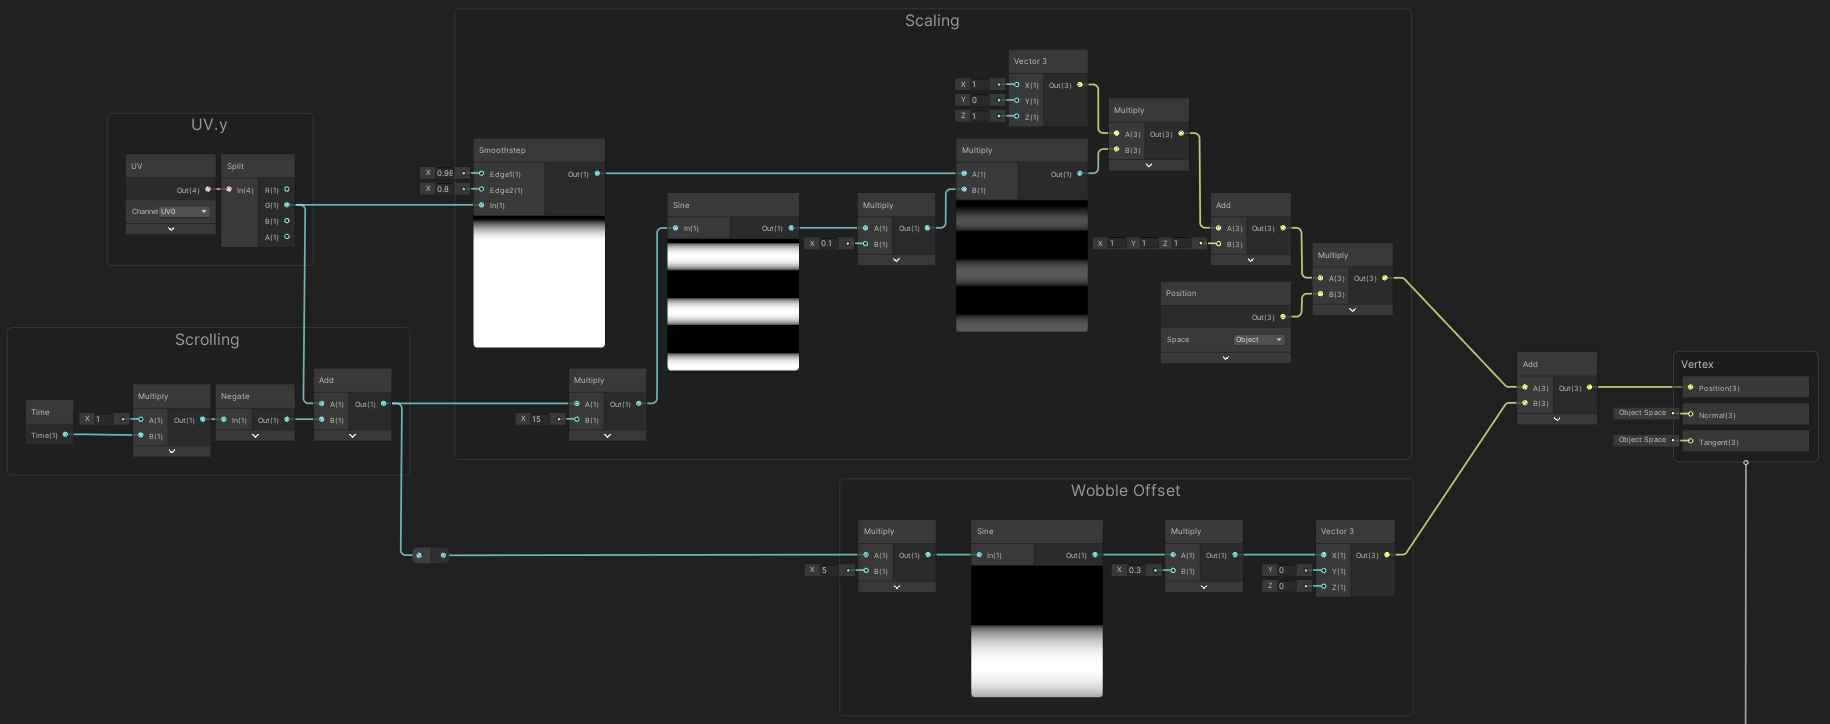 Scaling
Vector 3
X 1 X(1) Out(3)
Y 0 Y(1)
Z 1 Z(1)
Multiply
A(3) Out(3)
B(3)
UV.y
UV
Out(4)
Channel UV0
Split
In(4) R(1)
G(1)
B(1)
A(1)
Smoothstep
X 0.98 Edge1(1) Out(1)
X 0.8 Edge2(1)
In(1)
Multiply
A(1) Out(1)
B(1)
Sine
In(1) Out(1)
Multiply
A(1) Out(1)
X 0.1 B(1)
Add
A(3) Out(3)
X 1 Y 1 Z 1 B(3)
Multiply
A(3) Out(3)
B(3)
Position
Out(3)
Space Object
Scrolling
Time
Time(1)
Multiply
X 1 A(1) Out(1)
B(1)
Negate
In(1) Out(1)
Add
A(1) Out(1)
B(1)
Multiply
A(1) Out(1)
X 15 B(1)
Add
A(3) Out(3)
B(3)
Vertex
Position(3)
Object Space Normal(3)
Object Space Tangent(3)
Wobble Offset
Multiply
A(1) Out(1)
X 5 B(1)
Sine
In(1) Out(1)
Multiply
A(1) Out(1)
X 0.3 B(1)
Vector 3
X(1) Out(3)
Y 0 Y(1)
Z 0 Z(1)